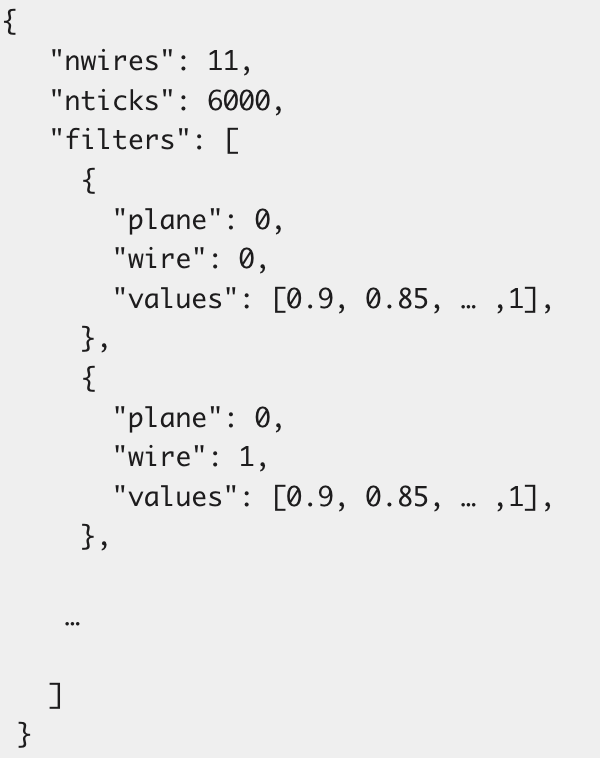 {
"nwires": 11,
"nticks": 6000,
"filters": [
{
"plane": 0,
"wire": 0,
"values": [0.9, 0.85, … ,1],
},
{
"plane": 0,
"wire": 1,
"values": [0.9, 0.85, … ,1],
},
…
]
}